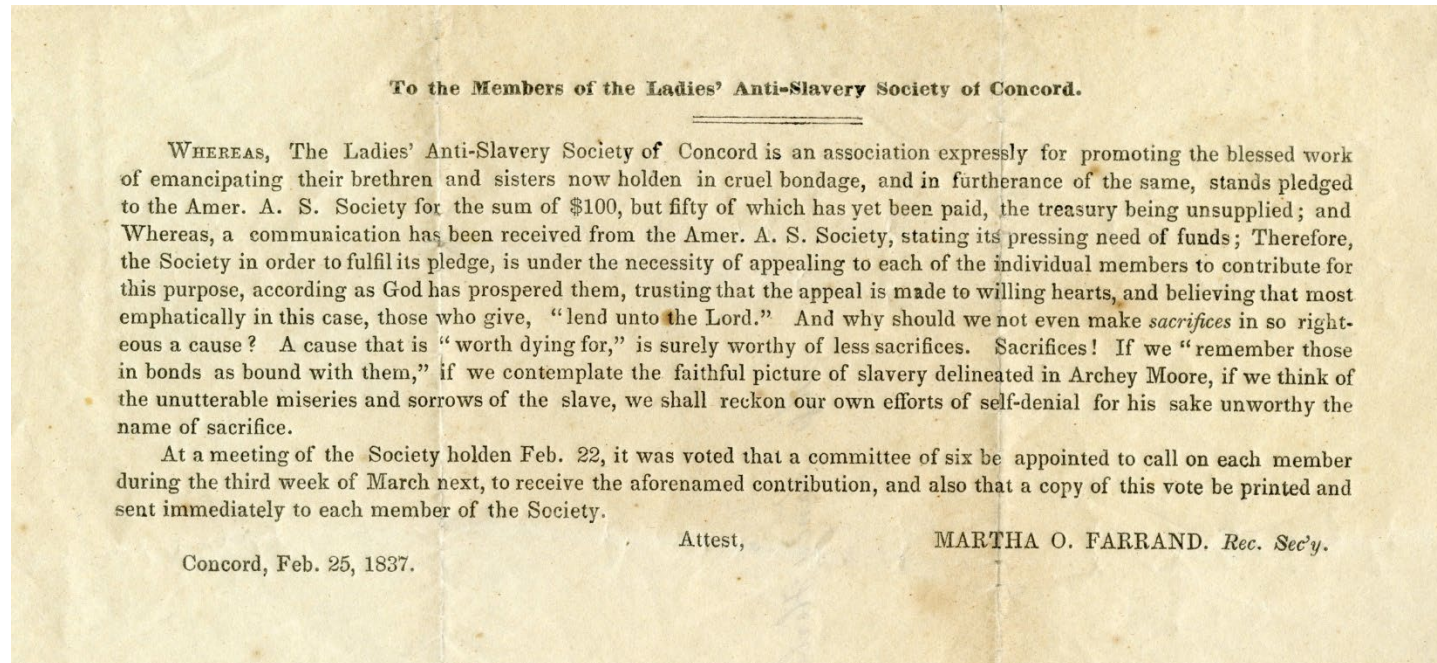 To the Members of the Ladies' Anti-Slavery Society of Concord.
WHEREAS, The Ladies' Anti-Slavery Society of Concord is an association expressly for promoting the blessed work
of emancipating their brethren and sisters now holden in cruel bondage, and in furtherance of the same, stands pledged
to the Amer. A. S. Society for the sum of $100, but fifty of which has yet been paid, the treasury being unsupplied; and
Whereas, a communication has been received from the Amer. A. S. Society, stating its pressing need of funds; Therefore,
the Society in order to fulfil its pledge, is under the necessity of appealing to each of the individual members to contribute for
this purpose, according as God has prospered them, trusting that the appeal is made to willing hearts, and believing that most
emphatically in this case, those who give, "lend unto the Lord." And why should we not even make sacrifices in so right-
eous a cause? A cause that is "worth dying for," is surely worthy of less sacrifices. Sacrifices! If we "remember those
in bonds as bound with them," if we contemplate the faithful picture of slavery delineated in Archey Moore, if we think of
the unutterable miseries and sorrows of the slave, we shall reckon our own efforts of self-denial for his sake unworthy the
name of sacrifice.
At a meeting of the Society holden Feb. 22, it was voted that a committee of six be appointed to call on each member
during the third week of March next, to receive the aforenamed contribution, and also that a copy of this vote be printed and
sent immediately to each member of the Society.
Attest, MARTHA O. FARRAND. Rec. Sec'y.
Concord, Feb. 25, 1837.